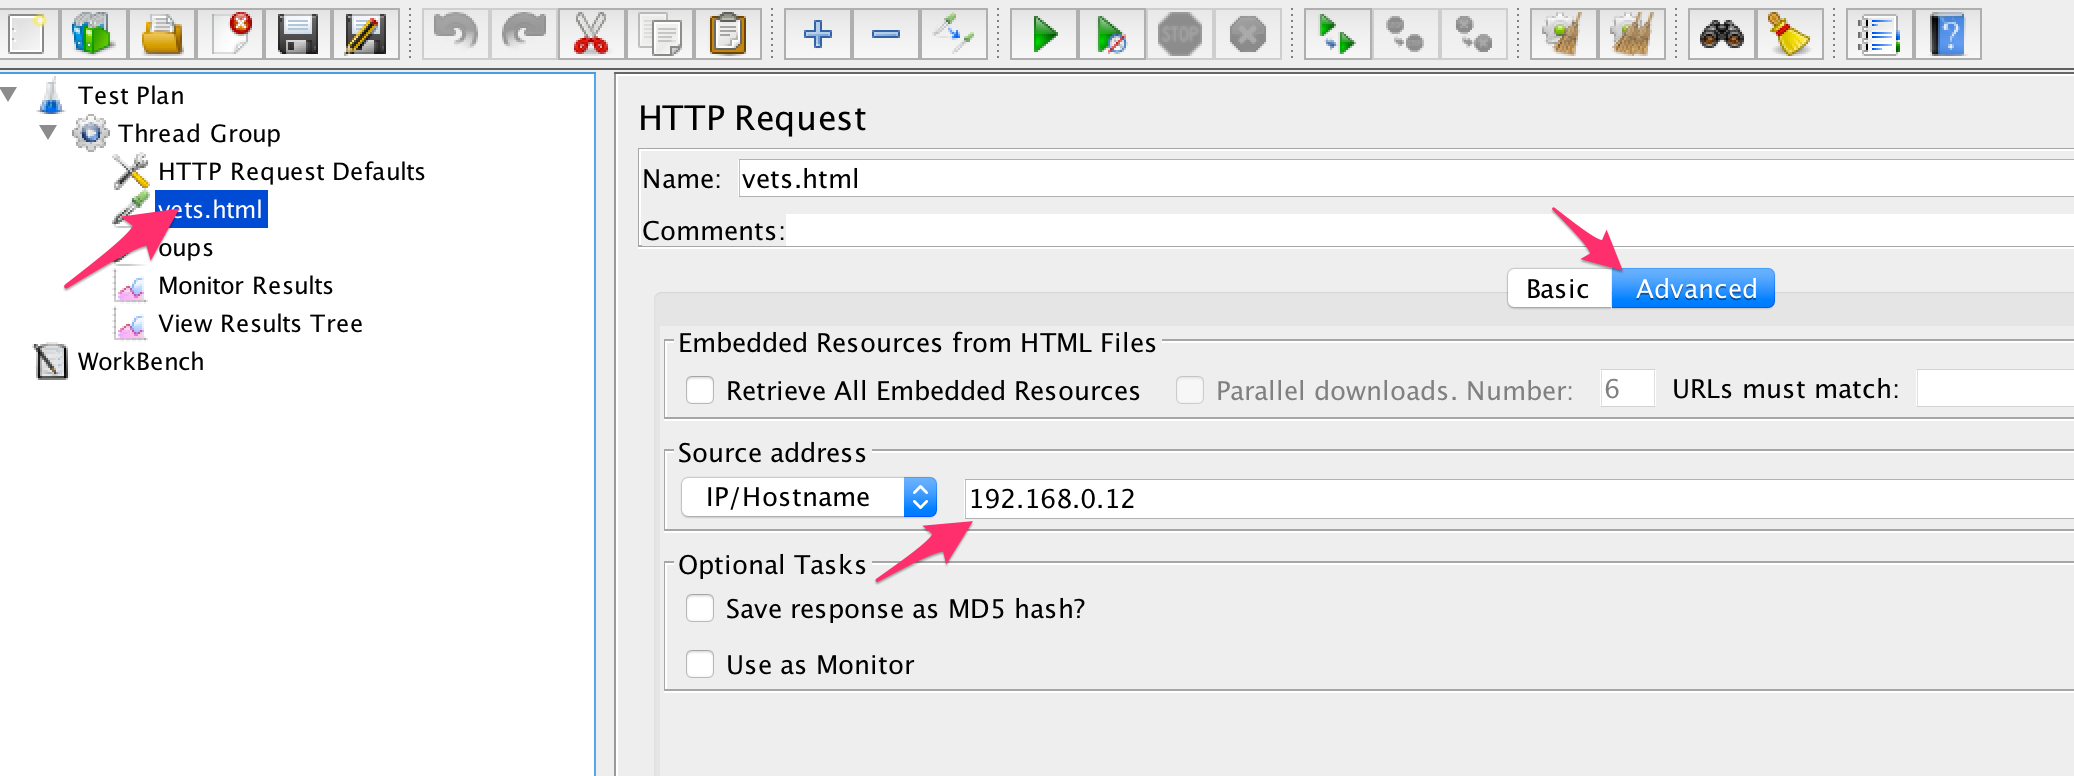 STOP
Test Plan
Thread Group
HTTP Request Defaults
vets.html
oups
Monitor Results
View Results Tree
WorkBench
HTTP Request
Name: vets.html
Comments:
Basic Advanced
Embedded Resources from HTML Files
Retrieve All Embedded Resources Parallel downloads. Number: 6 URLs must match:
Source address
IP/Hostname 192.168.0.12
Optional Tasks
Save response as MD5 hash?
Use as Monitor